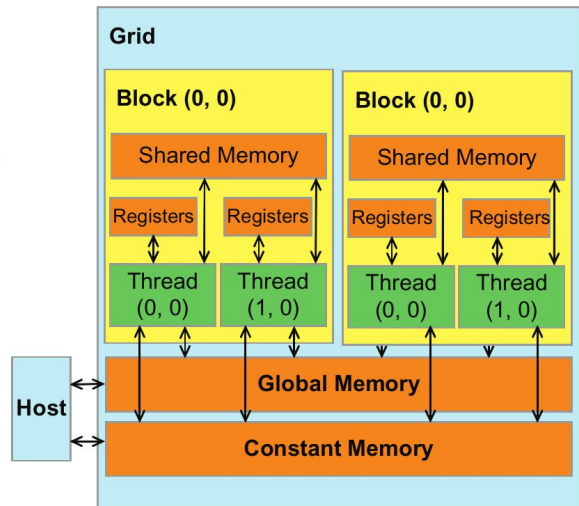 Grid
Block (0, 0)
Shared Memory
Registers
Registers
Thread
(0, 0)
Thread
(1, 0)
Block (0, 0)
Shared Memory
Registers
Registers
Thread
(0, 0)
Thread
(1, 0)
Host
Global Memory
Constant Memory